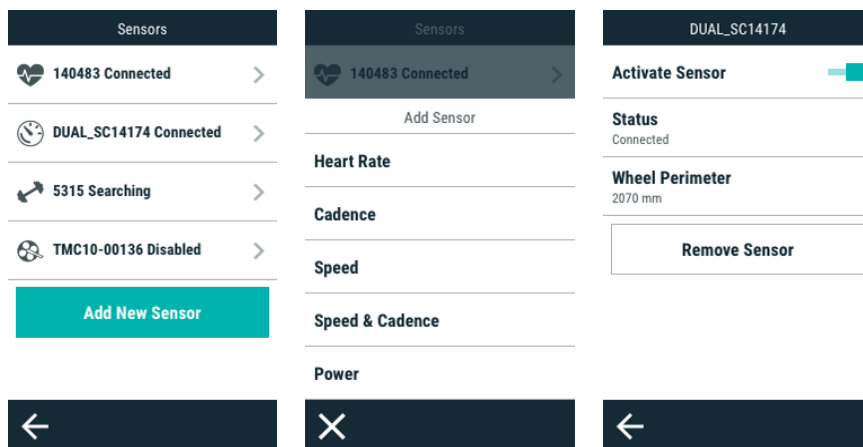 Sensors
140483 Connected
DUAL_SC14174 Connected
5315 Searching
TMC10-00136 Disabled
Add New Sensor
Sensors
140483 Connected
Add Sensor
Heart Rate
Cadence
Speed
Speed & Cadence
Power
DUAL_SC14174
Activate Sensor
Status
Connected
Wheel Perimeter
2070 mm
Remove Sensor